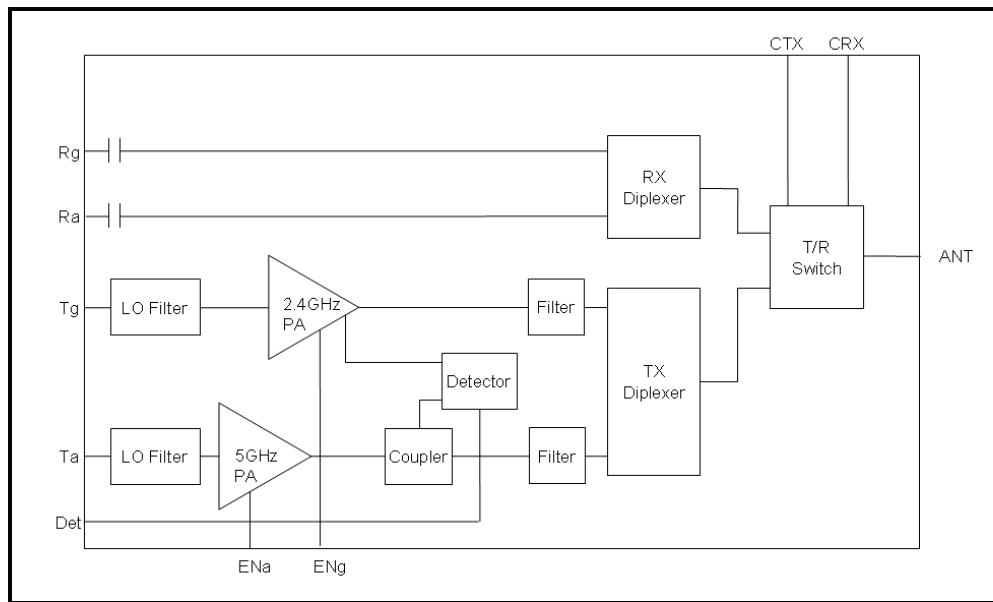 CTX CRX
Rg
RX
Diplexer
Ra
T/R
Switch
ANT
Tg
LO Filter
2.4GHz
PA
Filter
TX
Diplexer
Detector
Ta
LO Filter
5GHz
PA
Coupler
Filter
Det
ENa ENg